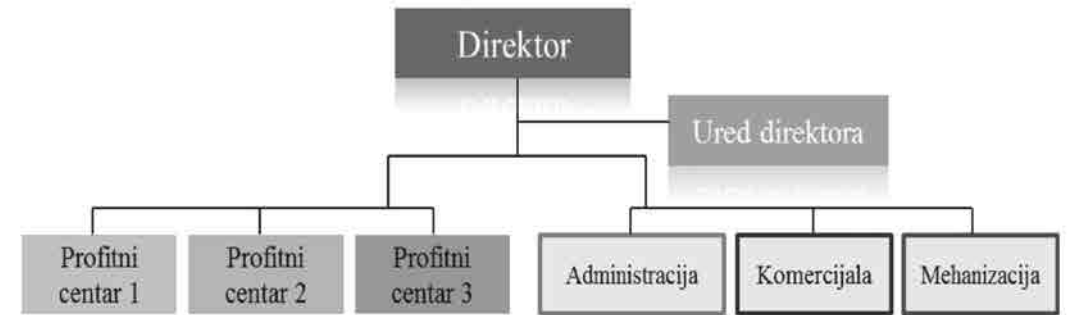 Direktor
Ured direktora
Profitni
centar 1
Profitni
centar 2
Profitni
centar 3
Administracija
Komercijala
Mehanizacija